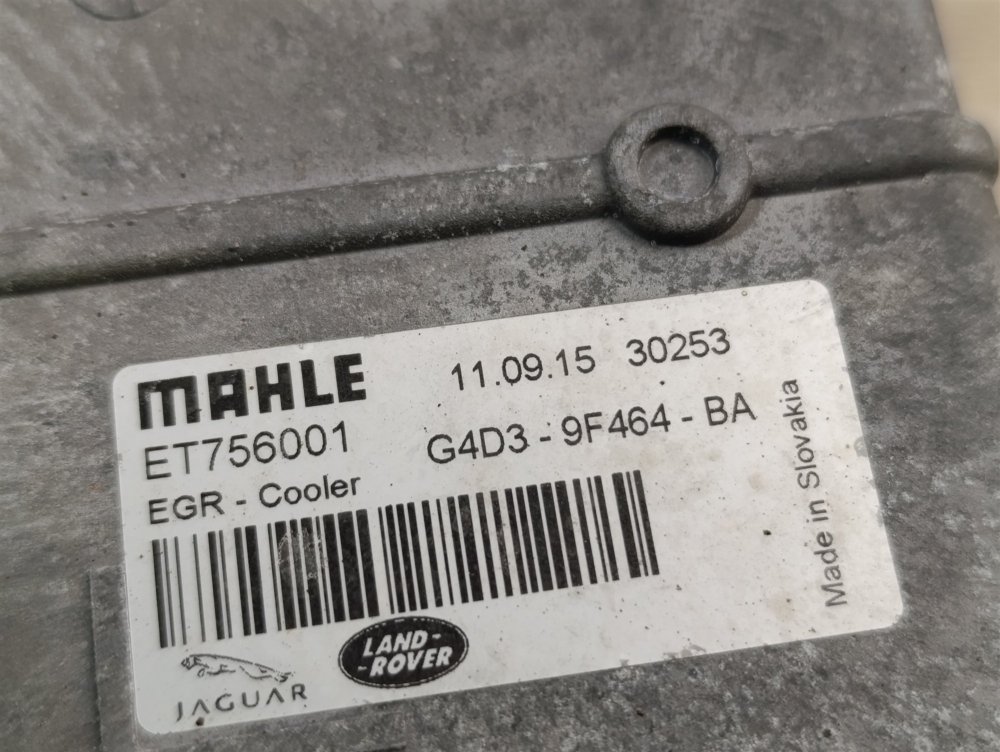 MAHLE
11.09.15 30253
ET756001
G4D3 - 9F464 - BA
EGR - Cooler
Made in Slovakia
JAGUAR
LAND-
-ROVER